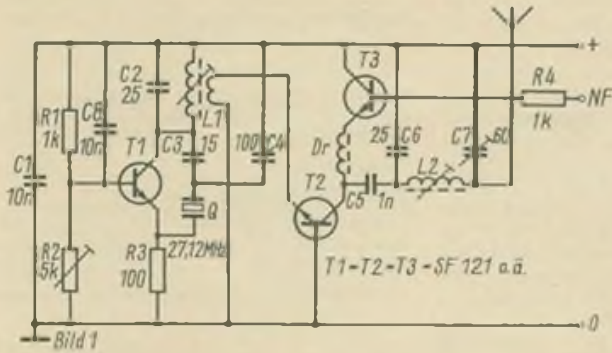 C2
25
T3
+
R4
NF
1k
R1
1k
C8
10n
L1
C3
15
T1
100
C4
Dr
25
C6
C7
60
L2
C1
10n
T2
C5
1n
Q
27,12MHz
R2
5k
R3
100
T1-T2-T3-SF 121 o.ä.
0
Bild 1